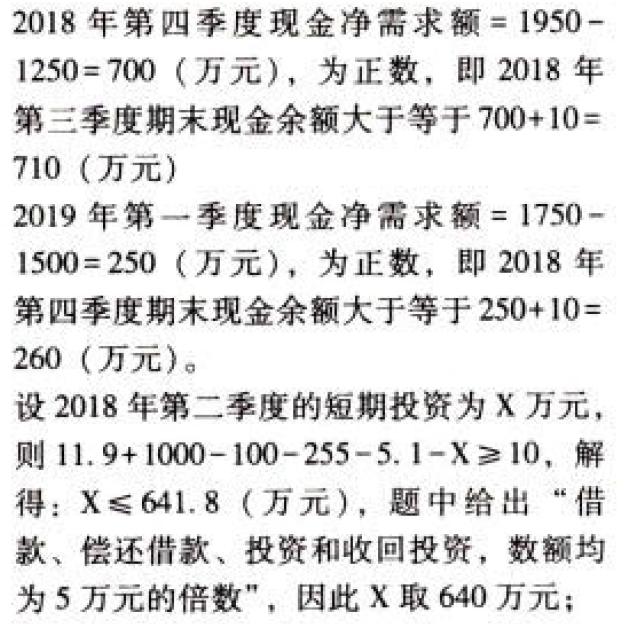 2018 年第四季度现金净需求额 = 1950-
1250=700（万元），为正数，即 2018 年
第三季度期末现金余额大于等于 700+10=
710（万元）
2019 年第一季度现金净需求额 = 1750-
1500=250（万元），为正数，即 2018 年
第四季度期末现金余额大于等于 250+10=
260（万元）。
设 2018 年第二季度的短期投资为 X 万元，
则 11.9+1000-100-255-5.1-X≥10，解
得：X≤641.8（万元），题中给出“借
款、偿还借款、投资和收回投资，数额均
为 5 万元的倍数”，因此 X 取 640 万元；